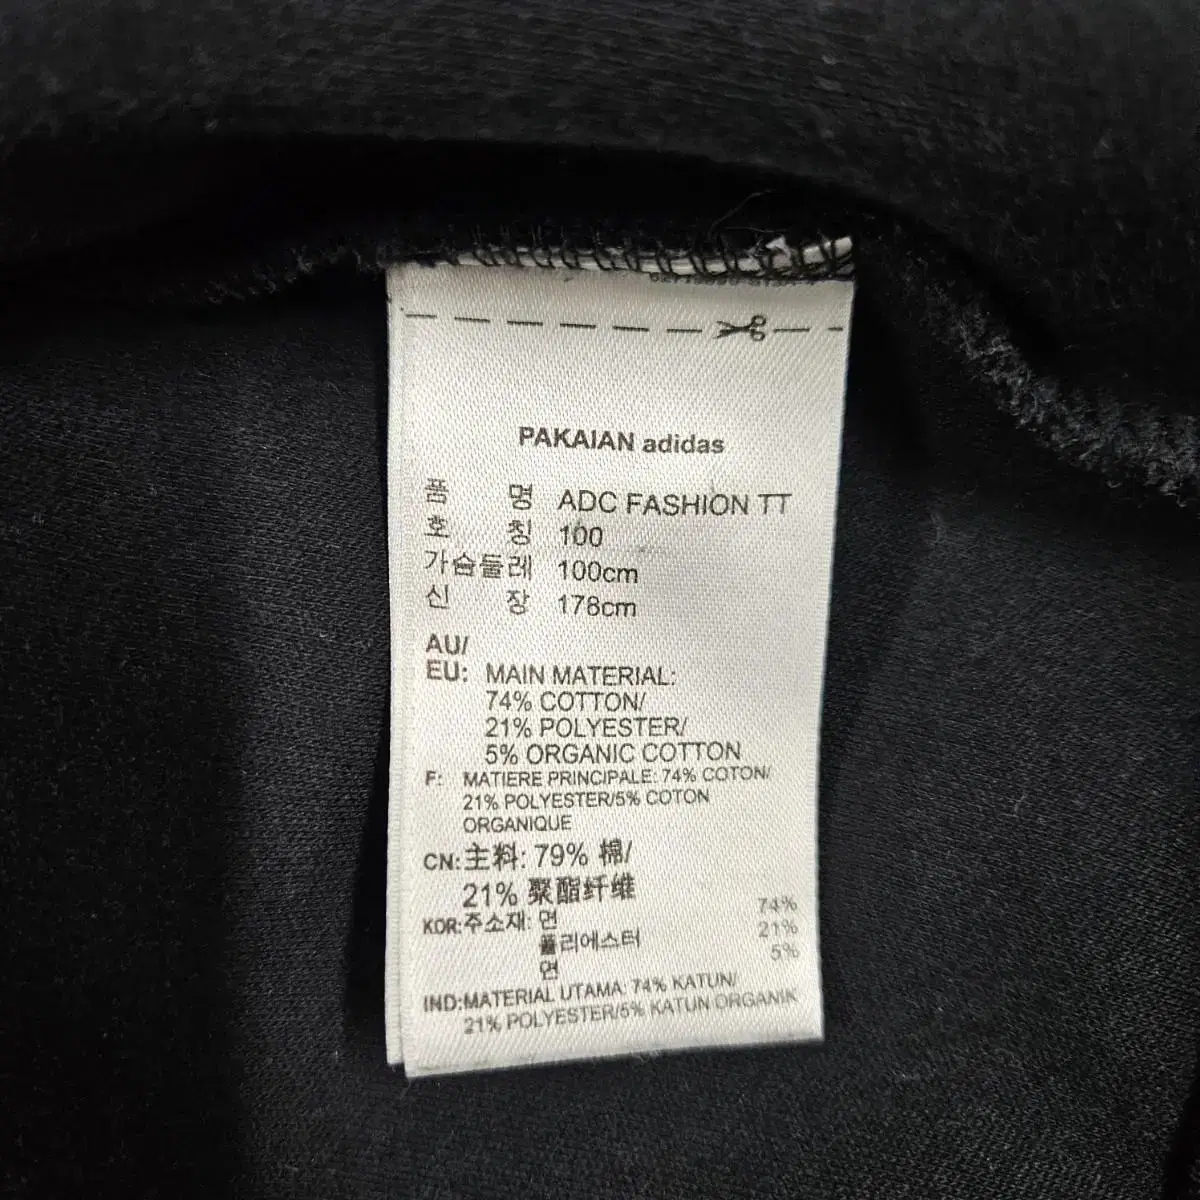 PAKAIAN adidas
품 명 ADC FASHION TT
호 칭 100
가슴둘레 100cm
신 장 178cm
AU/
EU: MAIN MATERIAL:
74% COTTON/
21% POLYESTER/
5% ORGANIC COTTON
F: MATIERE PRINCIPALE: 74% COTON/
21% POLYESTER/5% COTON
ORGANIQUE
CN:主料: 79% 棉/
21% 聚酯纤维
KOR:주소재: 면 74%
폴리에스터 21%
면 5%
IND:MATERIAL UTAMA: 74% KATUN/
21% POLYESTER/5% KATUN ORGANIK